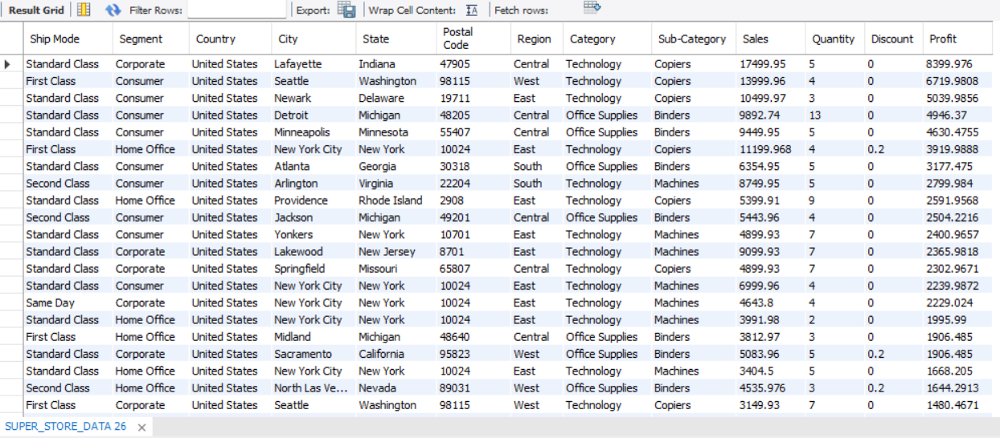 Result Grid Filter Rows: Export: Wrap Cell Content: IA Fetch rows:
Ship Mode Segment Country City State Postal Code Region Category Sub-Category Sales Quantity Discount Profit
Standard Class Corporate United States Lafayette Indiana 47905 Central Technology Copiers 17499.95 5 0 8399.976
First Class Consumer United States Seattle Washington 98115 West Technology Copiers 13999.96 4 0 6719.9808
Standard Class Consumer United States Newark Delaware 19711 East Technology Copiers 10499.97 3 0 5039.9856
Standard Class Consumer United States Detroit Michigan 48205 Central Office Supplies Binders 9892.74 13 0 4946.37
Standard Class Consumer United States Minneapolis Minnesota 55407 Central Office Supplies Binders 9449.95 5 0 4630.4755
First Class Home Office United States New York City New York 10024 East Technology Copiers 11199.968 4 0.2 3919.9888
Standard Class Consumer United States Atlanta Georgia 30318 South Office Supplies Binders 6354.95 5 0 3177.475
Second Class Consumer United States Arlington Virginia 22204 South Technology Machines 8749.95 5 0 2799.984
Standard Class Home Office United States Providence Rhode Island 2908 East Technology Copiers 5399.91 9 0 2591.9568
Second Class Consumer United States Jackson Michigan 49201 Central Office Supplies Binders 5443.96 4 0 2504.2216
Standard Class Consumer United States Yonkers New York 10701 East Technology Machines 4899.93 7 0 2400.9657
Standard Class Corporate United States Lakewood New Jersey 8701 East Technology Machines 9099.93 7 0 2365.9818
Standard Class Corporate United States Springfield Missouri 65807 Central Technology Copiers 4899.93 7 0 2302.9671
Standard Class Consumer United States New York City New York 10024 East Technology Machines 6999.96 4 0 2239.9872
Same Day Corporate United States New York City New York 10024 East Technology Machines 4643.8 4 0 2229.024
Standard Class Home Office United States New York City New York 10024 East Technology Machines 3991.98 2 0 1995.99
First Class Home Office United States Midland Michigan 48640 Central Office Supplies Binders 3812.97 3 0 1906.485
Standard Class Corporate United States Sacramento California 95823 West Office Supplies Binders 5083.96 5 0.2 1906.485
Standard Class Home Office United States New York City New York 10024 East Technology Machines 3404.5 5 0 1668.205
Second Class Home Office United States North Las Ve... Nevada 89031 West Office Supplies Binders 4535.976 3 0.2 1644.2913
First Class Corporate United States Seattle Washington 98115 West Technology Copiers 3149.93 7 0 1480.4671
SUPER_STORE_DATA 26